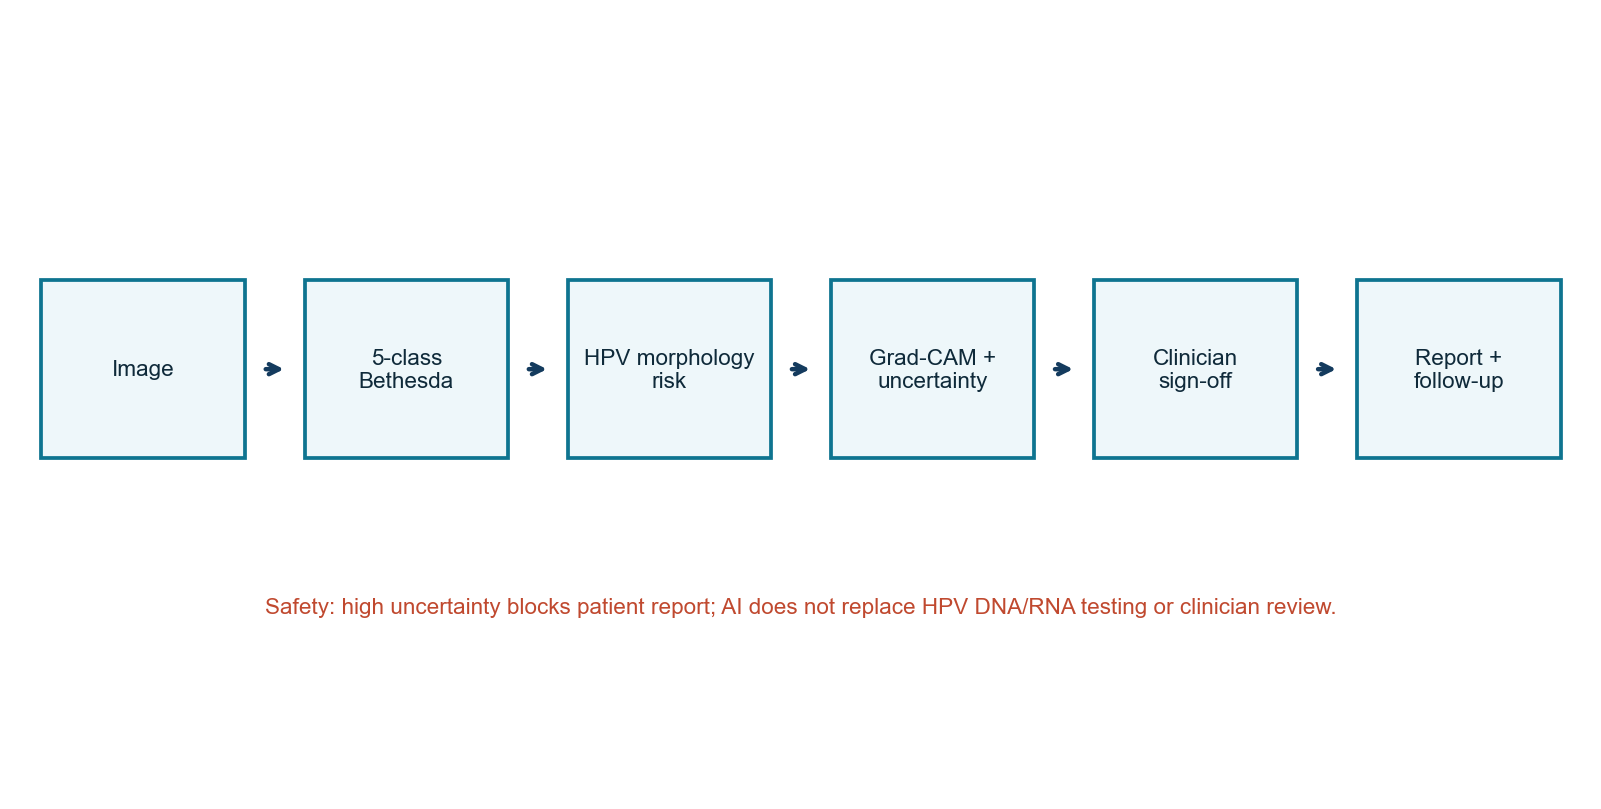 Image
5-class
Bethesda
HPV morphology
risk
Grad-CAM +
uncertainty
Clinician
sign-off
Report +
follow-up
Safety: high uncertainty blocks patient report; AI does not replace HPV DNA/RNA testing or clinician review.